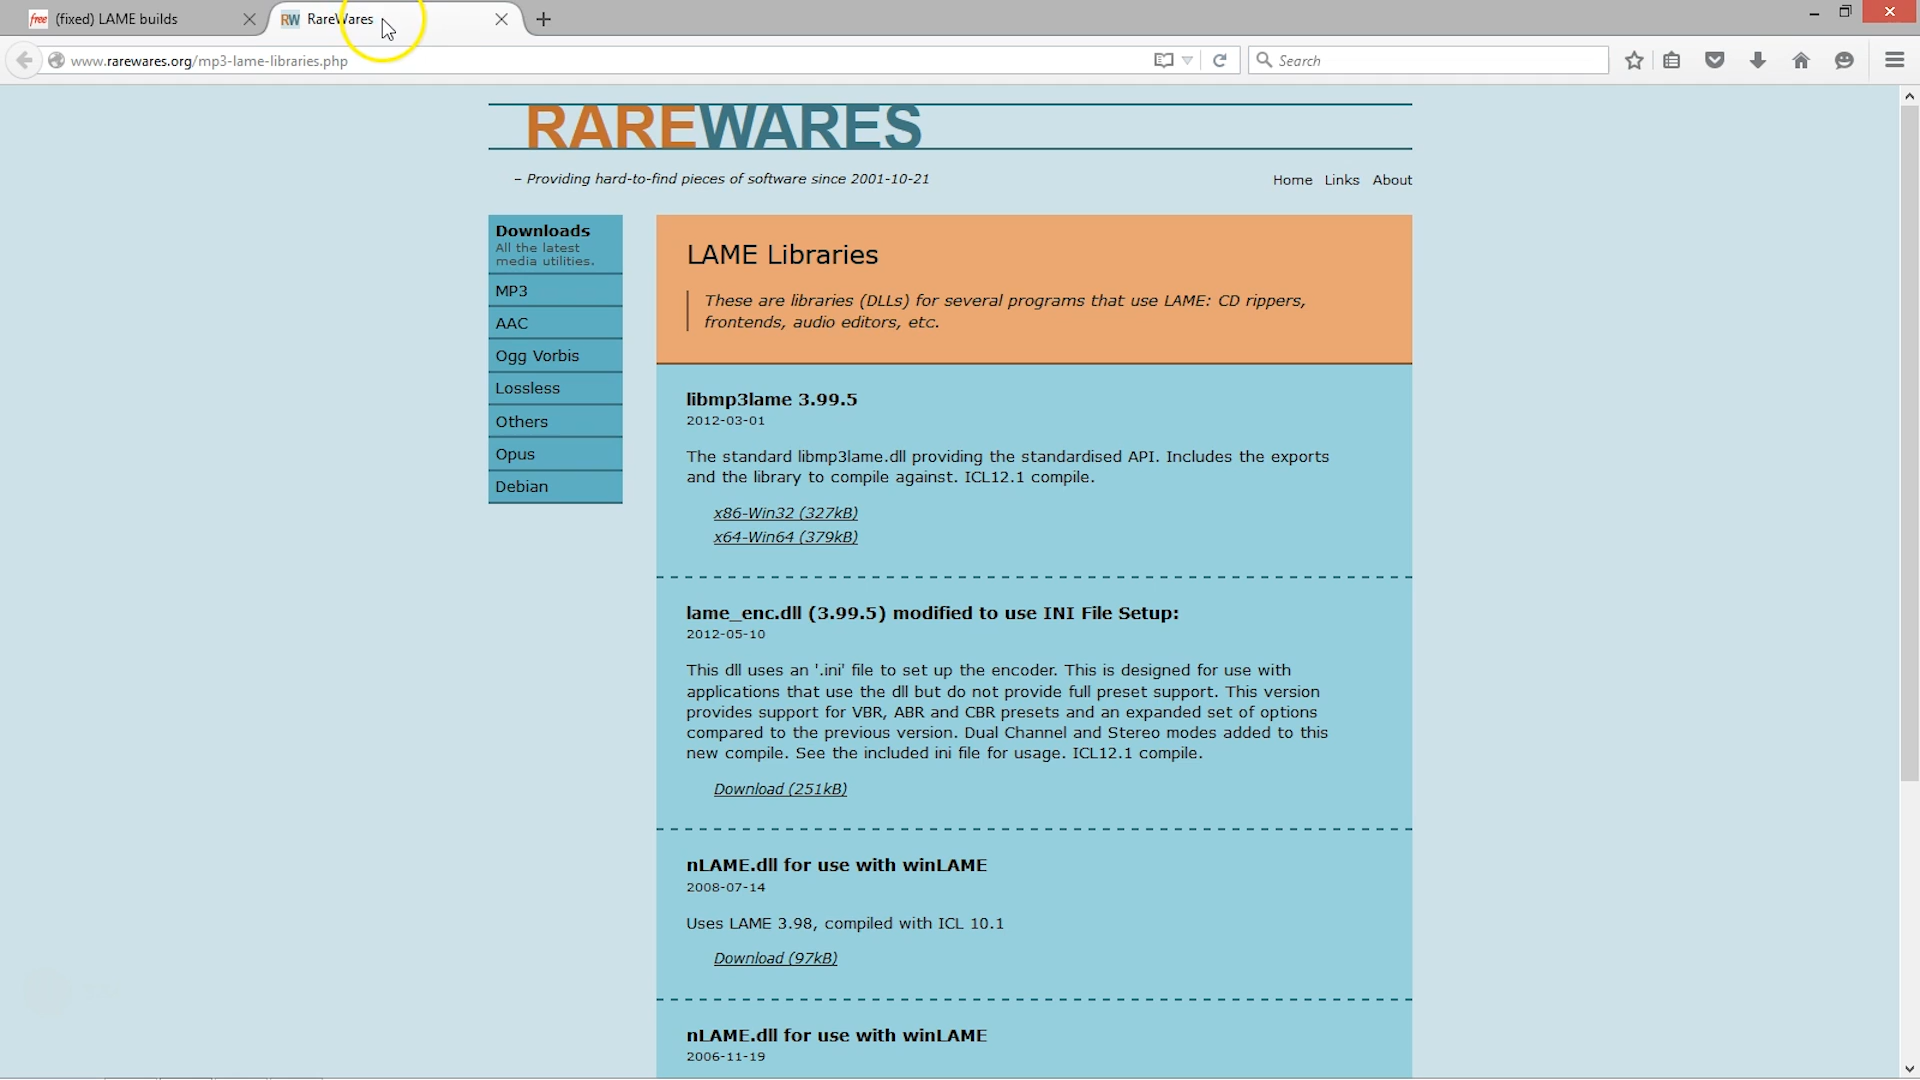 free (fixed) LAME builds
RW RareWares
www.rarewares.org/mp3-lame-libraries.php
Search
RAREWARES
– Providing hard-to-find pieces of software since 2001-10-21
Home Links About
Downloads
All the latest
media utilities.
MP3
AAC
Ogg Vorbis
Lossless
Others
Opus
Debian
LAME Libraries
These are libraries (DLLs) for several programs that use LAME: CD rippers,
frontends, audio editors, etc.
libmp3lame 3.99.5
2012-03-01
The standard libmp3lame.dll providing the standardised API. Includes the exports
and the library to compile against. ICL12.1 compile.
x86-Win32 (327kB)
x64-Win64 (379kB)
lame_enc.dll (3.99.5) modified to use INI File Setup:
2012-05-10
This dll uses an '.ini' file to set up the encoder. This is designed for use with
applications that use the dll but do not provide full preset support. This version
provides support for VBR, ABR and CBR presets and an expanded set of options
compared to the previous version. Dual Channel and Stereo modes added to this
new compile. See the included ini file for usage. ICL12.1 compile.
Download (251kB)
nLAME.dll for use with winLAME
2008-07-14
Uses LAME 3.98, compiled with ICL 10.1
Download (97kB)
nLAME.dll for use with winLAME
2006-11-19